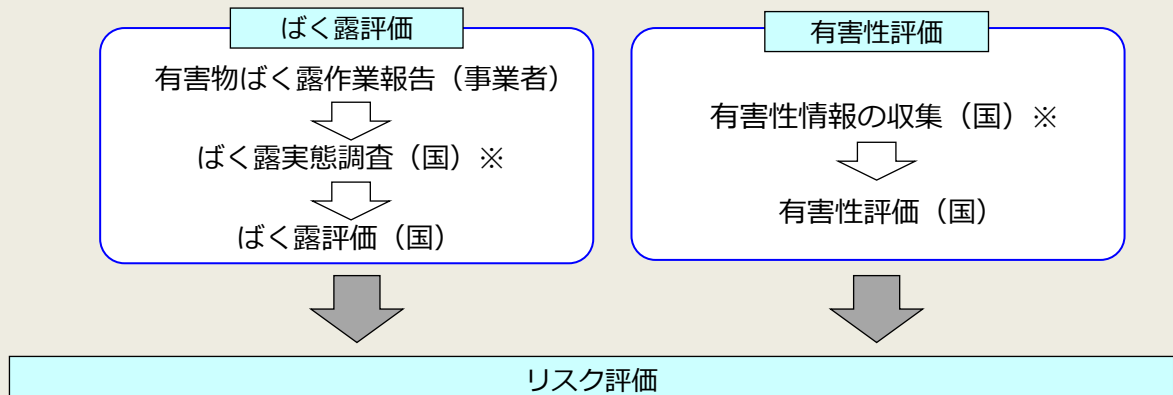 ばく露評価
有害物ばく露作業報告（事業者）
ばく露実態調査（国）※
ばく露評価（国）
有害性評価
有害性情報の収集（国）※
有害性評価（国）
リスク評価